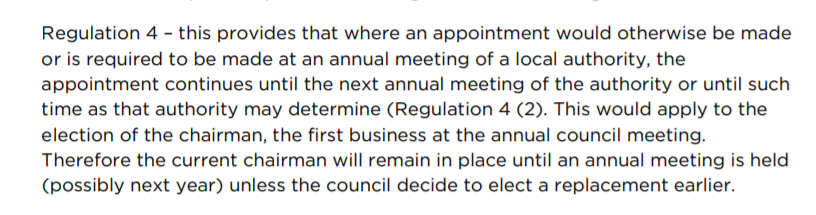 Regulation 4 – this provides that where an appointment would otherwise be made
or is required to be made at an annual meeting of a local authority, the
appointment continues until the next annual meeting of the authority or until such
time as that authority may determine (Regulation 4 (2). This would apply to the
election of the chairman, the first business at the annual council meeting.
Therefore the current chairman will remain in place until an annual meeting is held
(possibly next year) unless the council decide to elect a replacement earlier.